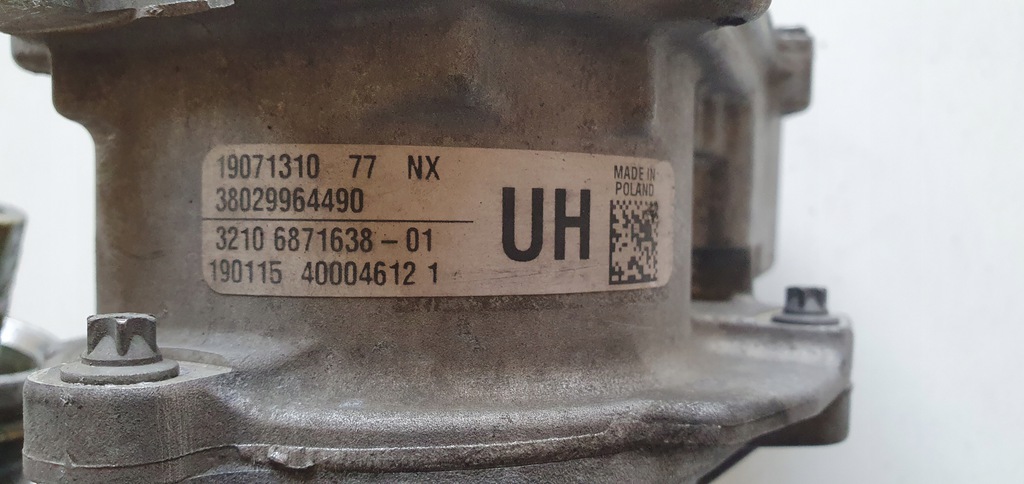 19071310 77 NX
38029964490
3210 6871638-01
190115 40004612 1
UH
MADE IN
POLAND